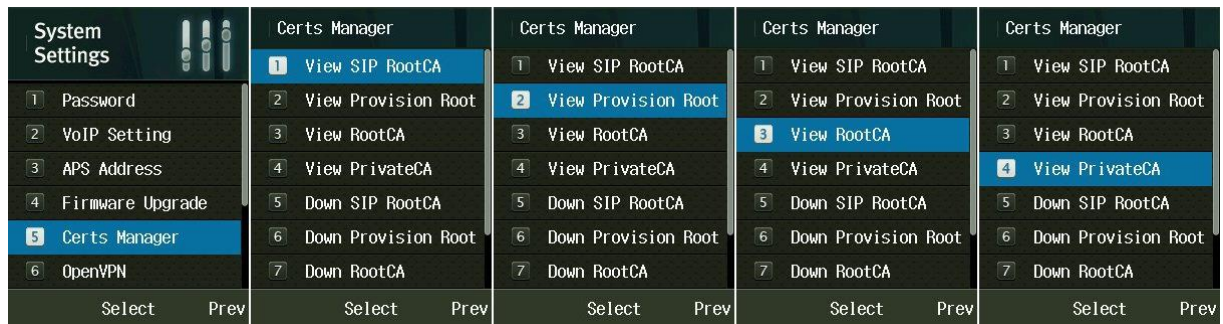 System
Settings
1 Password
2 VoIP Setting
3 APS Address
4 Firmware Upgrade
5 Certs Manager
6 OpenVPN
Select Prev
Certs Manager
1 View SIP RootCA
2 View Provision Root
3 View RootCA
4 View PrivateCA
5 Down SIP RootCA
6 Down Provision Root
7 Down RootCA
Select Prev
Certs Manager
1 View SIP RootCA
2 View Provision Root
3 View RootCA
4 View PrivateCA
5 Down SIP RootCA
6 Down Provision Root
7 Down RootCA
Select Prev
Certs Manager
1 View SIP RootCA
2 View Provision Root
3 View RootCA
4 View PrivateCA
5 Down SIP RootCA
6 Down Provision Root
7 Down RootCA
Select Prev
Certs Manager
1 View SIP RootCA
2 View Provision Root
3 View RootCA
4 View PrivateCA
5 Down SIP RootCA
6 Down Provision Root
7 Down RootCA
Select Prev